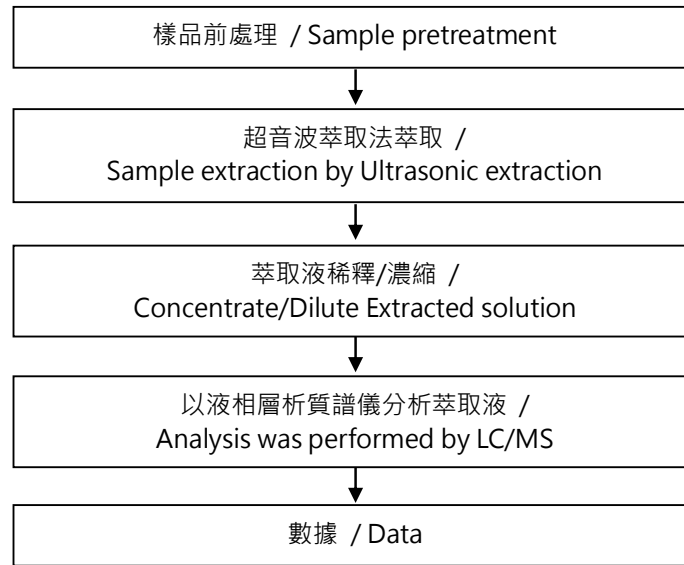 樣品前處理 / Sample pretreatment
超音波萃取法萃取 /
Sample extraction by Ultrasonic extraction
萃取液稀釋/濃縮 /
Concentrate/Dilute Extracted solution
以液相層析質譜儀分析萃取液 /
Analysis was performed by LC/MS
數據 / Data